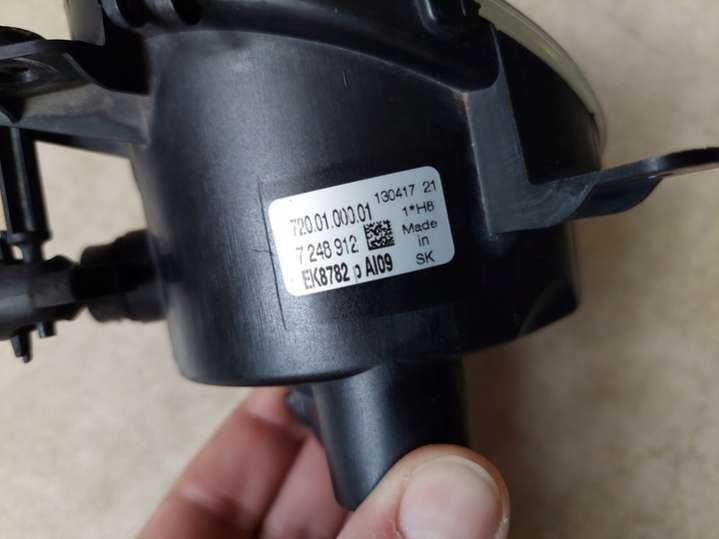 720.01.000.01
7 248 912
EK8782 p AI09
130417 21
1*H8
Made
in
SK